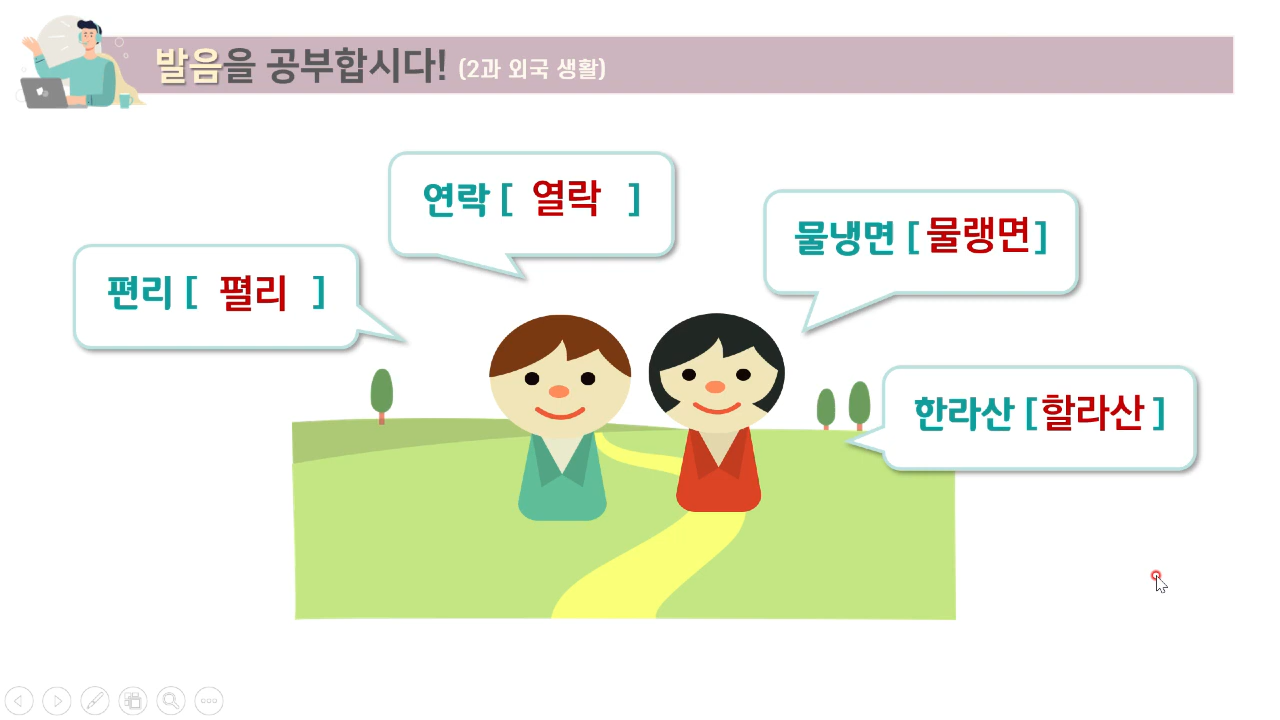 발음을 공부합시다! (2과 외국 생활)
연락 [ 열락 ]
물냉면 [ 물랭면 ]
편리 [ 펼리 ]
한라산 [ 할라산 ]